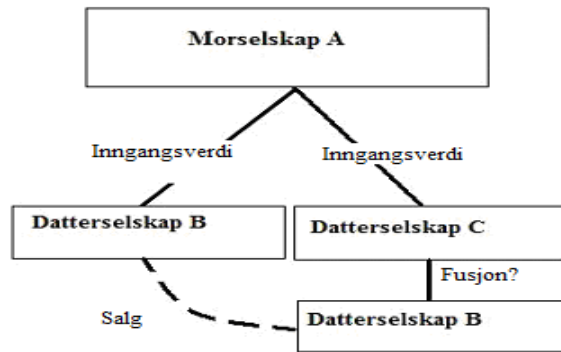 Morselskap A
Inngangsverdi
Inngangsverdi
Datterselskap B
Datterselskap C
Fusjon?
Salg
Datterselskap B